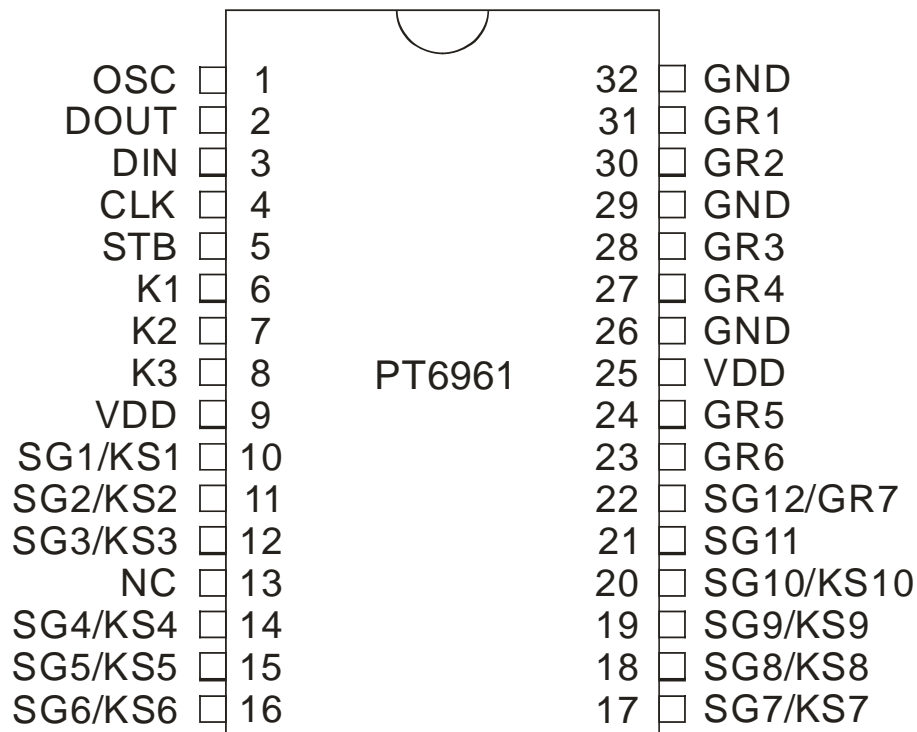 OSC 1 32 GND
DOUT 2 31 GR1
DIN 3 30 GR2
CLK 4 29 GND
STB 5 28 GR3
K1 6 27 GR4
K2 7 26 GND
K3 8 PT6961 25 VDD
VDD 9 24 GR5
SG1/KS1 10 23 GR6
SG2/KS2 11 22 SG12/GR7
SG3/KS3 12 21 SG11
NC 13 20 SG10/KS10
SG4/KS4 14 19 SG9/KS9
SG5/KS5 15 18 SG8/KS8
SG6/KS6 16 17 SG7/KS7